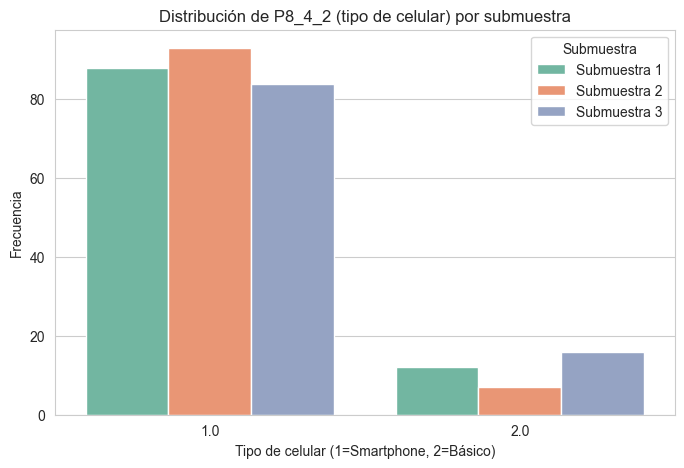 Distribución de P8_4_2 (tipo de celular) por submuestra
Submuestra
Submuestra 1
Submuestra 2
Submuestra 3
Frecuencia
80
60
40
20
0
1.0
2.0
Tipo de celular (1=Smartphone, 2=Básico)